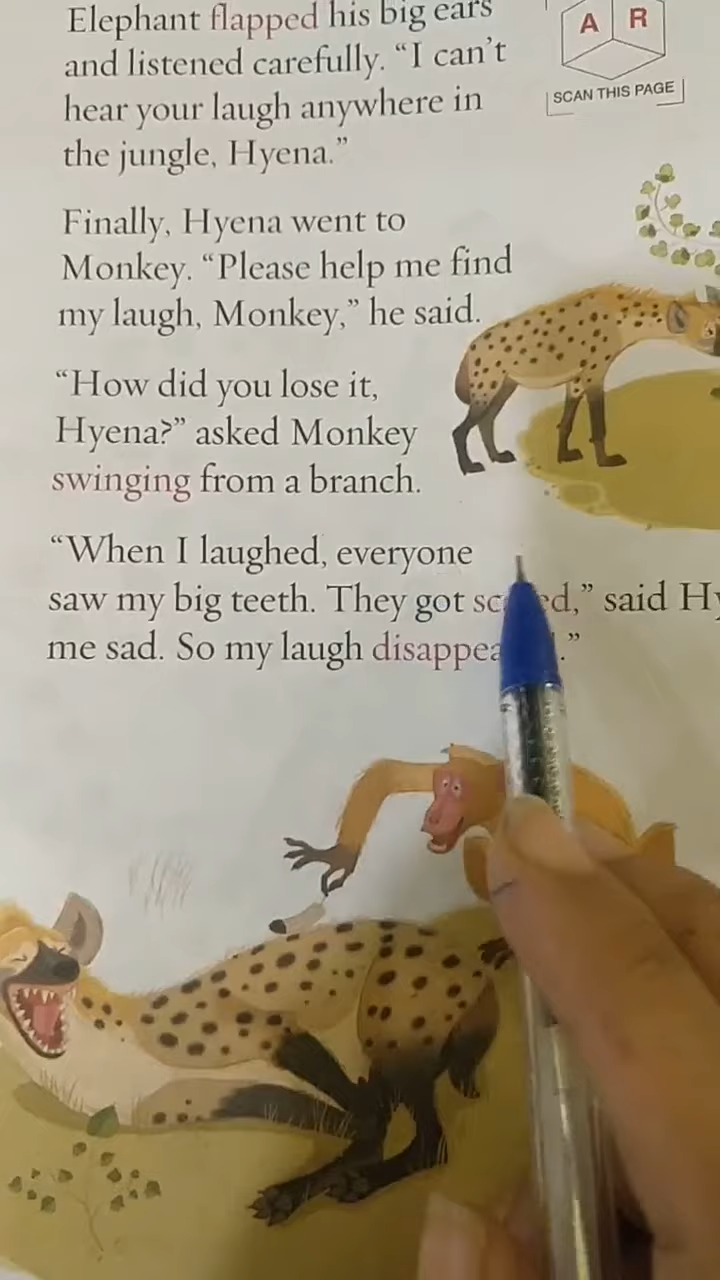 Elephant flapped his big ears
and listened carefully. “I can’t
hear your laugh anywhere in
the jungle, Hyena.”
A R
SCAN THIS PAGE
Finally, Hyena went to
Monkey. “Please help me find
my laugh, Monkey,” he said.
“How did you lose it,
Hyena?” asked Monkey
swinging from a branch.
“When I laughed, everyone
saw my big teeth. They got said
me sad. So my laugh